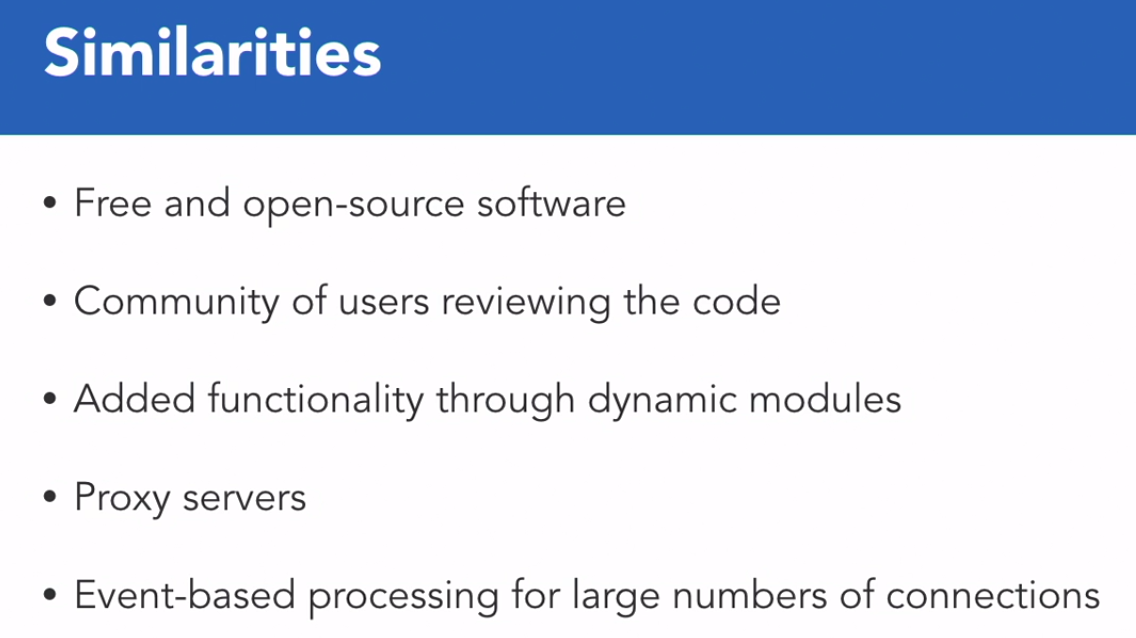 Similarities
• Free and open-source software
• Community of users reviewing the code
• Added functionality through dynamic modules
• Proxy servers
• Event-based processing for large numbers of connections